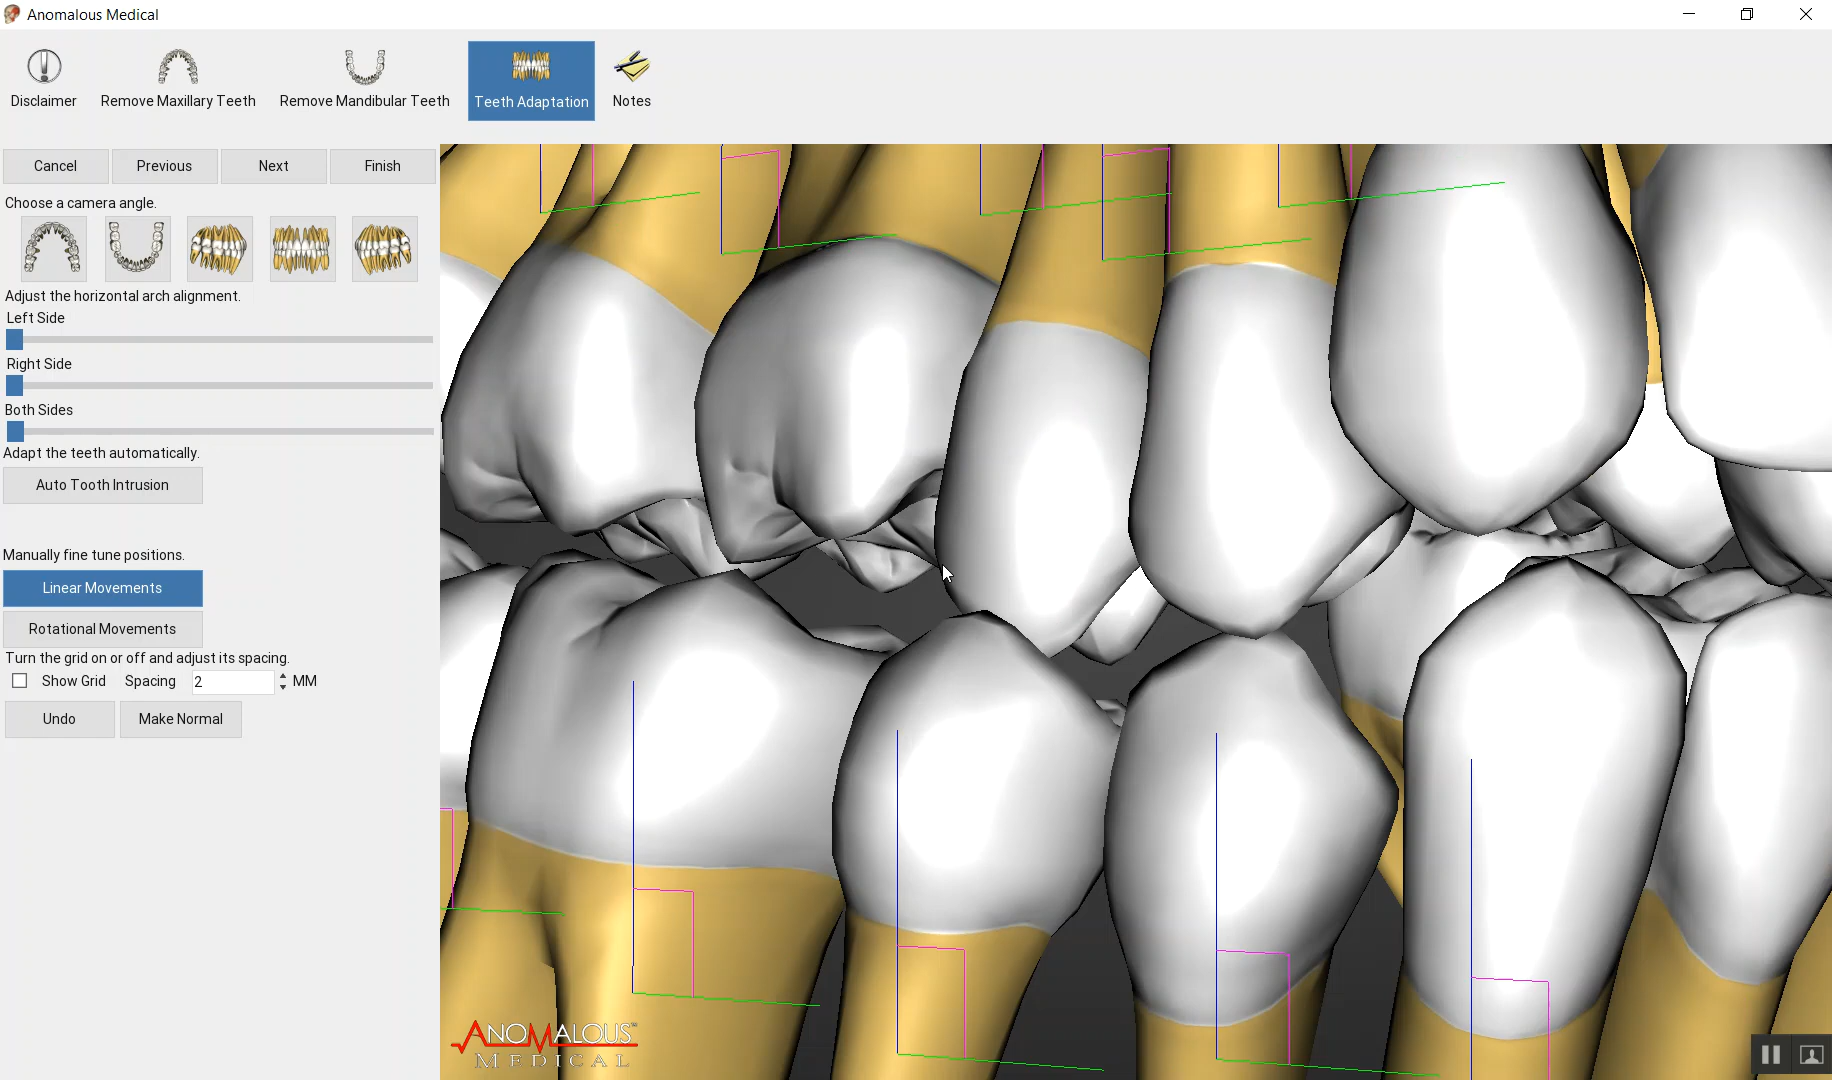 Anomalous Medical
Disclaimer
Remove Maxillary Teeth
Remove Mandibular Teeth
Teeth Adaptation
Notes
Cancel
Previous
Next
Finish
Choose a camera angle.
Adjust the horizontal arch alignment.
Left Side
Right Side
Both Sides
Adapt the teeth automatically.
Auto Tooth Intrusion
Manually fine tune positions.
Linear Movements
Rotational Movements
Turn the grid on or off and adjust its spacing.
Show Grid Spacing 2 MM
Undo
Make Normal
ANOMALOUS™
MEDICAL